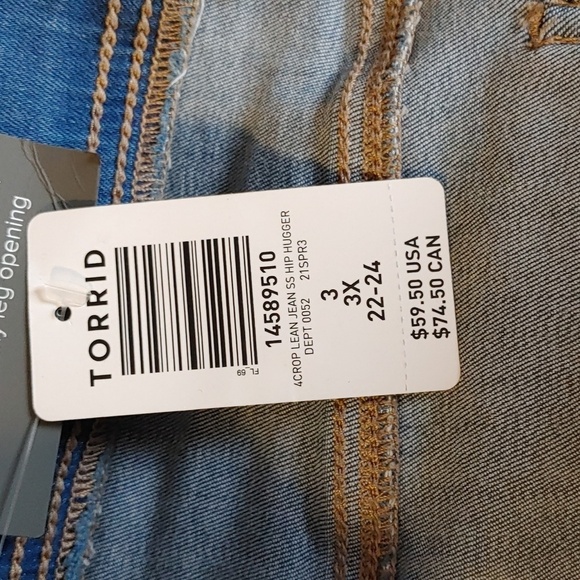 y leg opening
TORRID
FL_69
14589510
4CROP LEAN JEAN SS HIP HUGGER
DEPT 0052 21SPR3
3
3X
22-24
$59.50 USA
$74.50 CAN